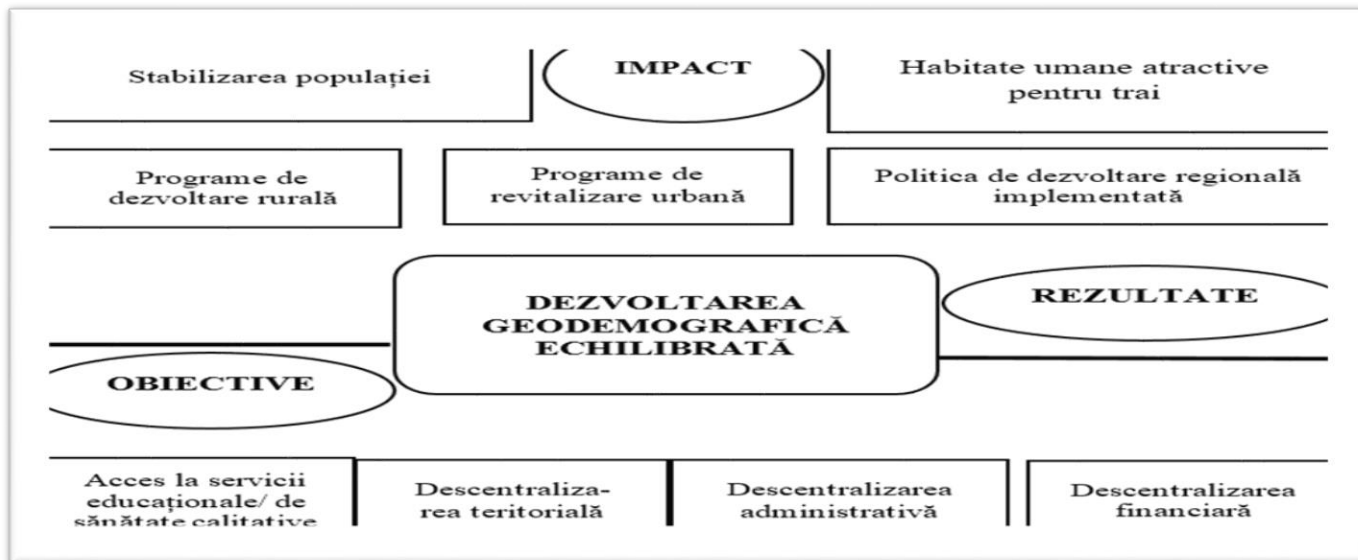 Stabilizarea populației
IMPACT
Habitate umane atractive
pentru trai
Programe de
dezvoltare rurală
Programe de
revitalizare urbană
Politica de dezvoltare regională
implementată
DEZVOLTAREA
GEODEMOGRAFICĂ
ECHILIBRATĂ
REZULTATE
OBIECTIVE
Acces la servicii
educaționale/ de
sănătate calitative
Descentraliza-
rea teritorială
Descentralizarea
administrativă
Descentralizarea
financiară